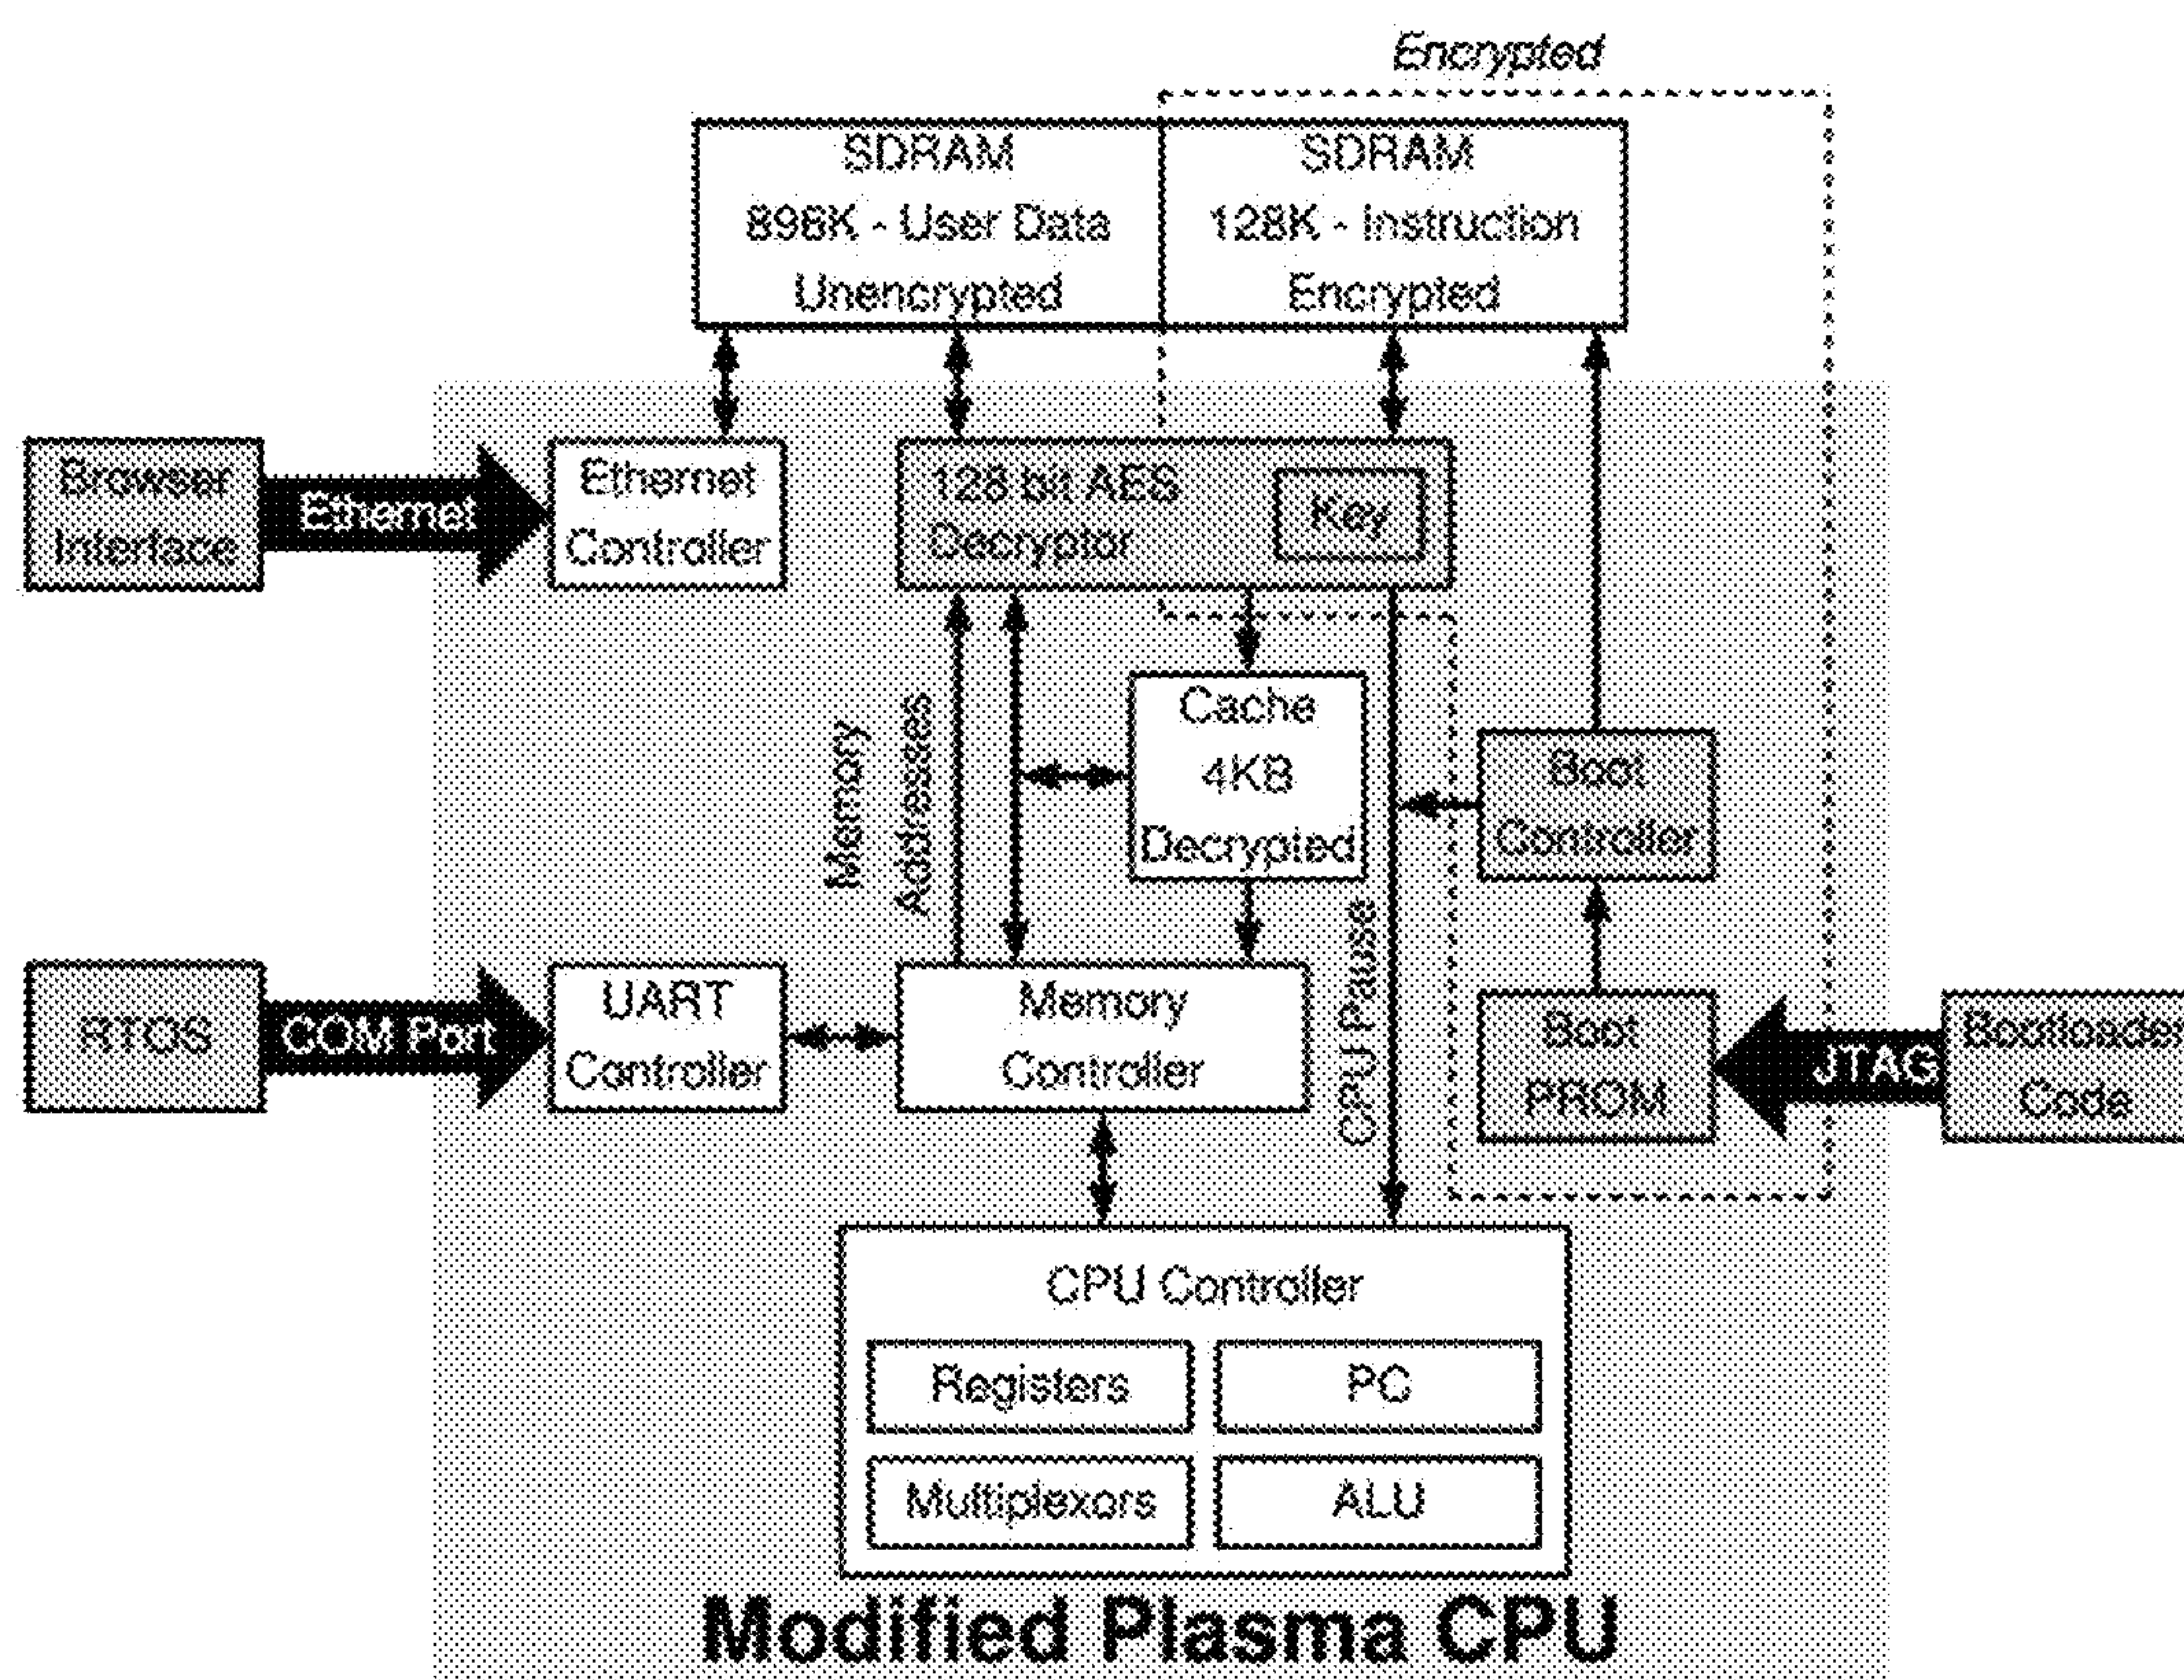 Encrypted
SDRAM
896K - User Data
Unencrypted
SDRAM
128K - Instruction
Encrypted
Browser
Interface
Ethernet
Ethernet
Controller
128 bit AES
Decryptor
Key
Memory
Addresses
Cache
4KB
Decrypted
CPU Pause
Boot
Controller
RTOS
COM Port
UART
Controller
Memory
Controller
Boot
PROM
JTAG
Bootloader
Code
CPU Controller
Registers
PC
Multiplexors
ALU
Modified Plasma CPU